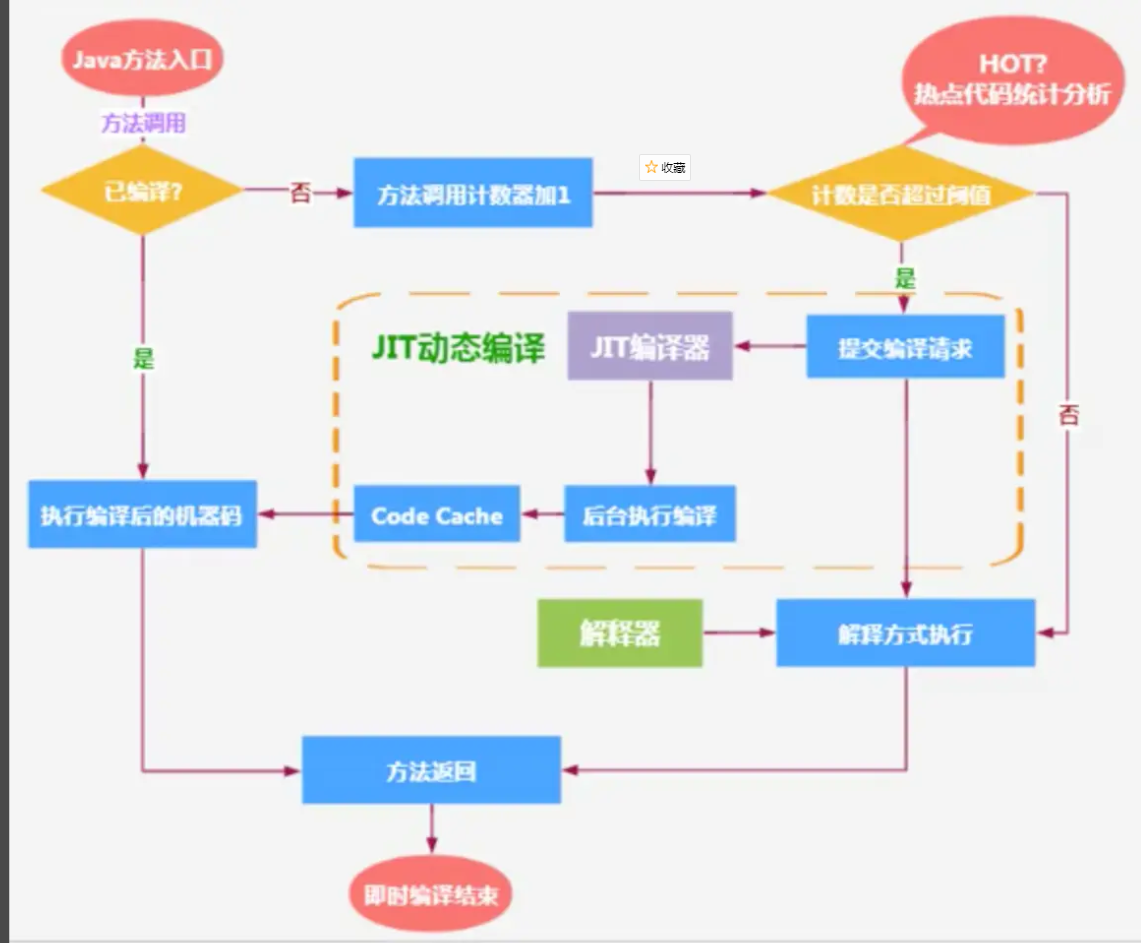 Java方法入口
HOT?
热点代码统计分析
方法调用
收藏
已编译?
否
方法调用计数器加1
计数是否超过阈值
是
JIT动态编译
JIT编译器
提交编译请求
是
否
执行编译后的机器码
Code Cache
后台执行编译
解释器
解释方式执行
方法返回
即时编译结束